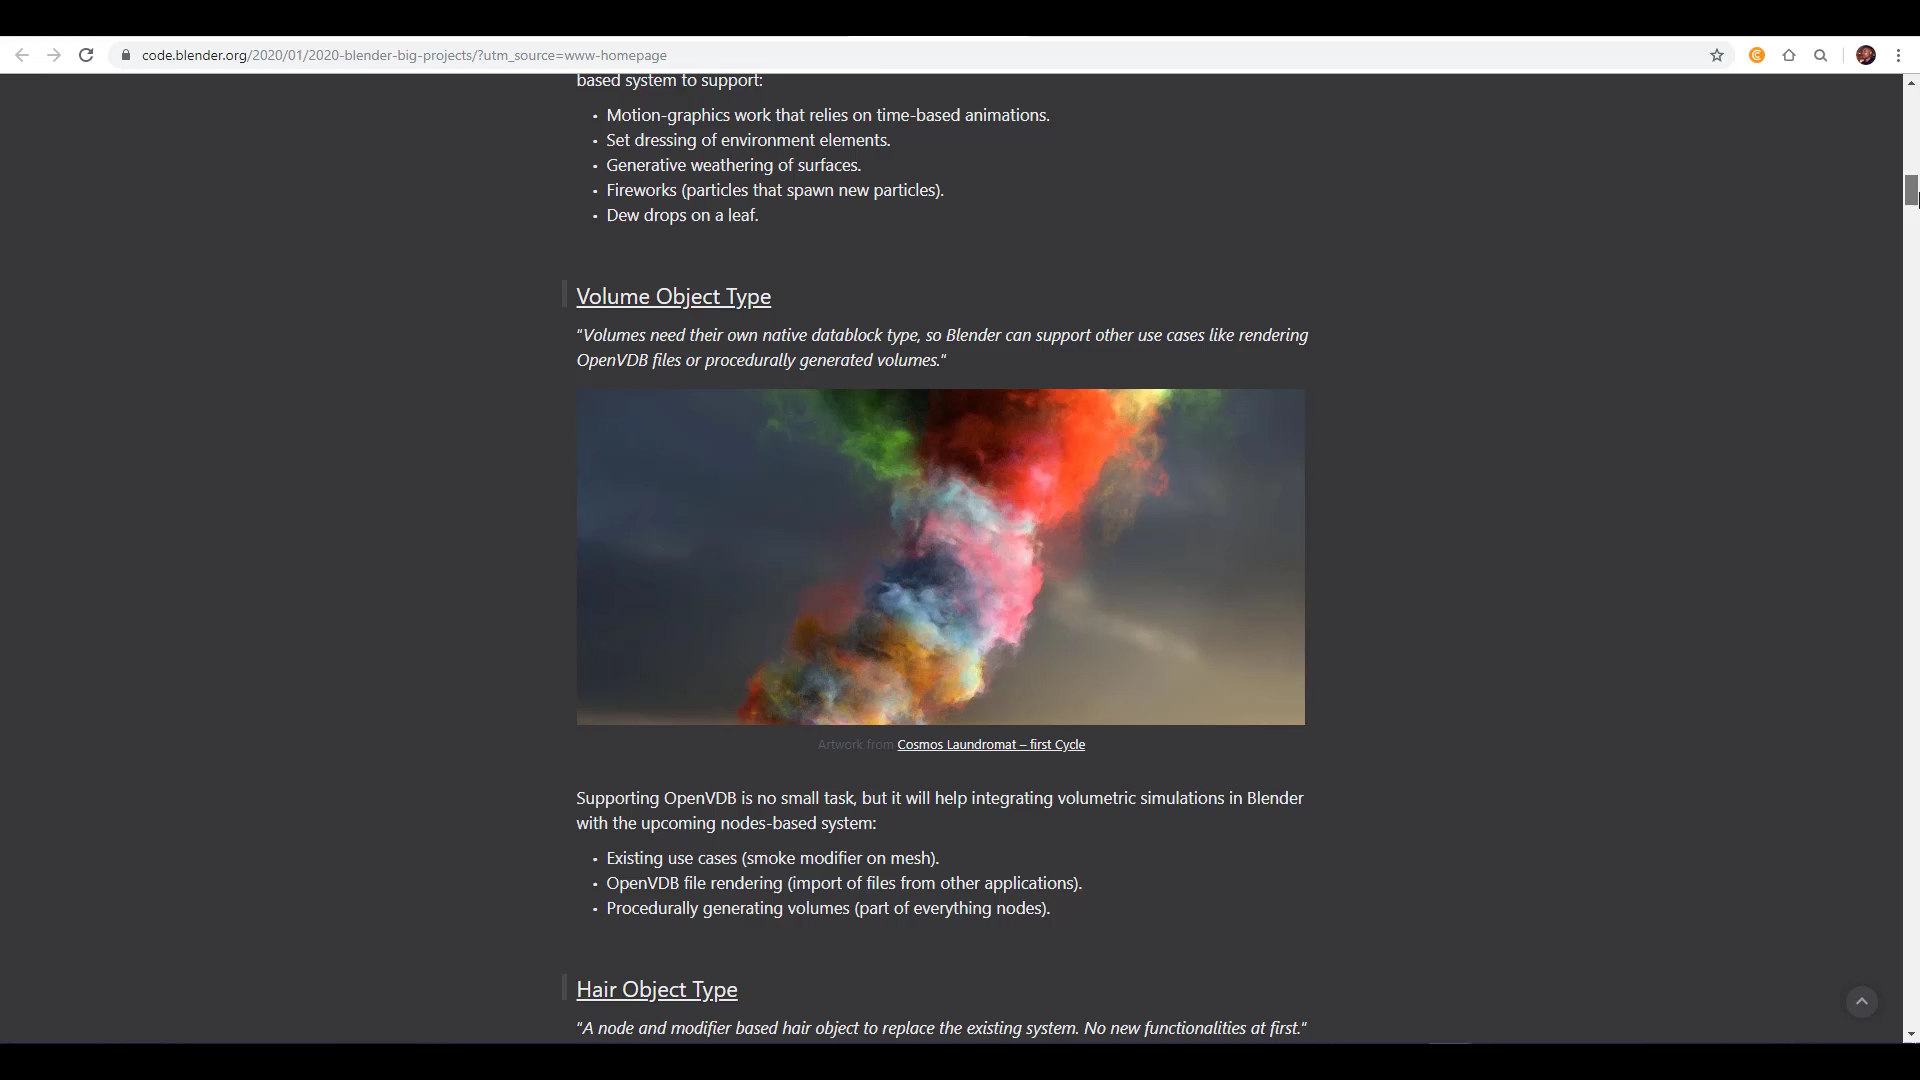 code.blender.org/2020/01/2020-blender-big-projects/?utm_source=www-homepage
based system to support:
• Motion-graphics work that relies on time-based animations.
• Set dressing of environment elements.
• Generative weathering of surfaces.
• Fireworks (particles that spawn new particles).
• Dew drops on a leaf.
Volume Object Type
"Volumes need their own native datablock type, so Blender can support other use cases like rendering
OpenVDB files or procedurally generated volumes."
Artwork from Cosmos Laundromat – first Cycle
Supporting OpenVDB is no small task, but it will help integrating volumetric simulations in Blender
with the upcoming nodes-based system:
• Existing use cases (smoke modifier on mesh).
• OpenVDB file rendering (import of files from other applications).
• Procedurally generating volumes (part of everything nodes).
Hair Object Type
"A node and modifier based hair object to replace the existing system. No new functionalities at first."